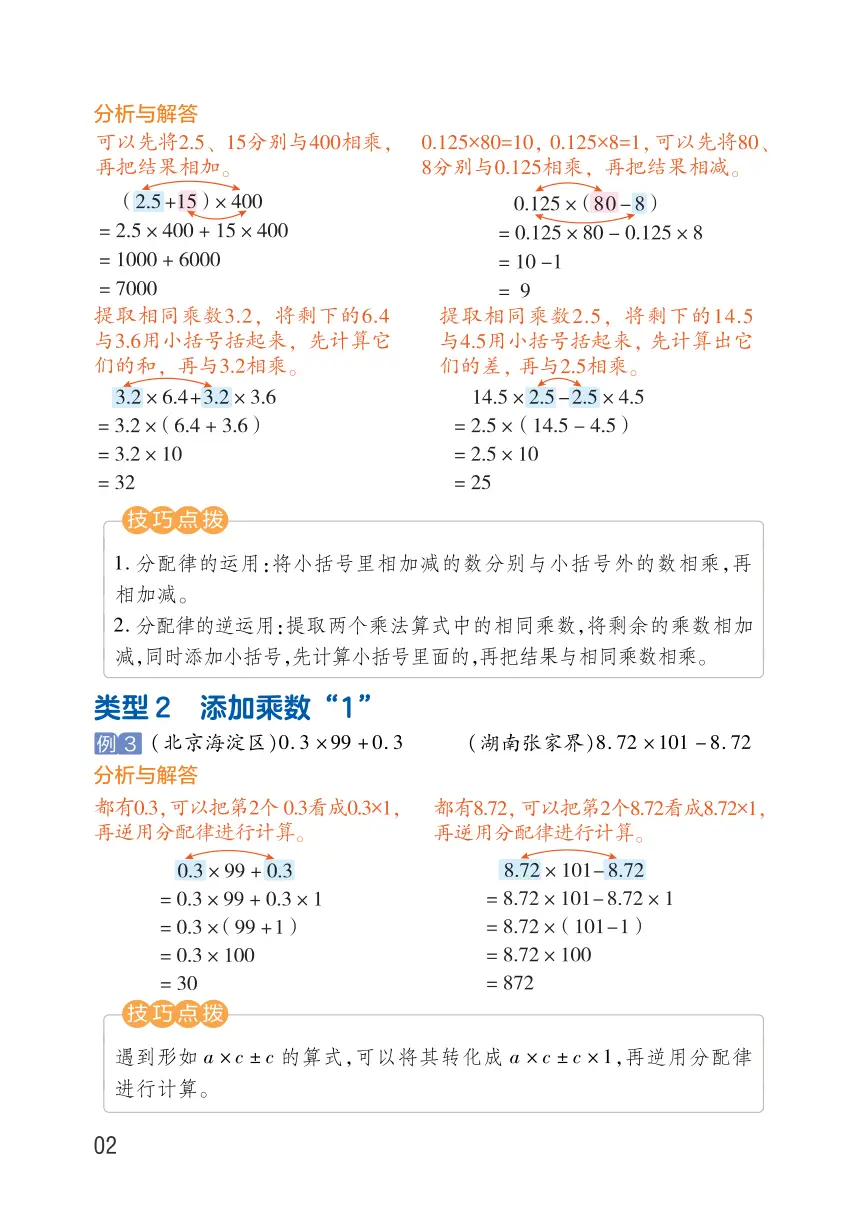 分析与解答
可以先将2.5、15分别与400相乘，
再把结果相加。
（2.5+15）×400
=2.5×400+15×400
=1000+6000
=7000
0.125×80=10，0.125×8=1，可以先将80、
8分别与0.125相乘，再把结果相减。
0.125×（80-8）
=0.125×80-0.125×8
=10-1
= 9
提取相同乘数3.2，将剩下的6.4
与3.6用小括号括起来，先计算它
们的和，再与3.2相乘。
3.2×6.4+3.2×3.6
=3.2×（6.4+3.6）
=3.2×10
=32
提取相同乘数2.5，将剩下的14.5
与4.5用小括号括起来，先计算出它
们的差，再与2.5相乘。
14.5×2.5-2.5×4.5
=2.5×（14.5-4.5）
=2.5×10
=25
技巧点拨
1. 分配律的运用:将小括号里相加减的数分别与小括号外的数相乘,再
相加减。
2. 分配律的逆运用:提取两个乘法算式中的相同乘数,将剩余的乘数相加
减,同时添加小括号,先计算小括号里面的,再把结果与相同乘数相乘。
类型2 添加乘数“1”
例3 (北京海淀区)0.3×99+0.3 (湖南张家界)8.72×101-8.72
分析与解答
都有0.3，可以把第2个0.3看成0.3×1，
再逆用分配律进行计算。
0.3×99+0.3
=0.3×99+0.3×1
=0.3×（99+1）
=0.3×100
=30
都有8.72，可以把第2个8.72看成8.72×1，
再逆用分配律进行计算。
8.72×101-8.72
=8.72×101-8.72×1
=8.72×（101-1）
=8.72×100
=872
技巧点拨
遇到形如 a×c±c 的算式,可以将其转化成 a×c±c×1,再逆用分配律
进行计算。
02